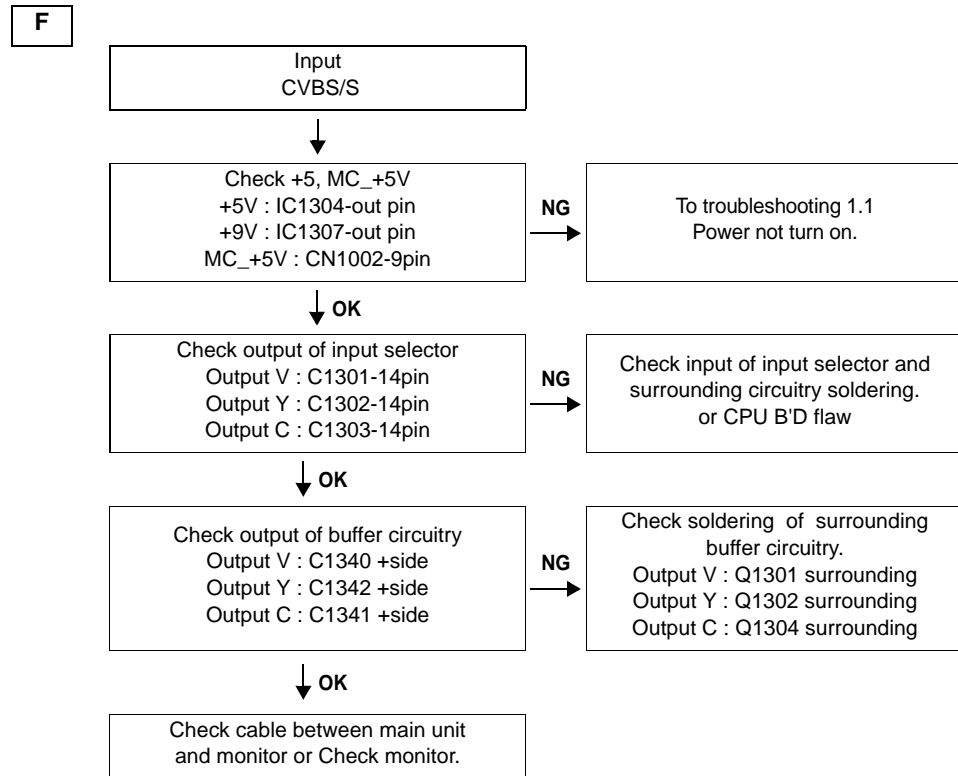 F
Input
CVBS/S
Check +5, MC_+5V
+5V : IC1304-out pin
+9V : IC1307-out pin
MC_+5V : CN1002-9pin
NG
To troubleshooting 1.1
Power not turn on.
OK
Check output of input selector
Output V : C1301-14pin
Output Y : C1302-14pin
Output C : C1303-14pin
NG
Check input of input selector and
surrounding circuitry soldering.
or CPU B'D flaw
OK
Check output of buffer circuitry
Output V : C1340 +side
Output Y : C1342 +side
Output C : C1341 +side
NG
Check soldering of surrounding
buffer circuitry.
Output V : Q1301 surrounding
Output Y : Q1302 surrounding
Output C : Q1304 surrounding
OK
Check cable between main unit
and monitor or Check monitor.